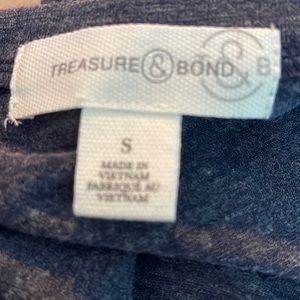 TREASURE & BOND & B
S
MADE IN
VIETNAM
FABRIQUÉ AU
VIETNAM